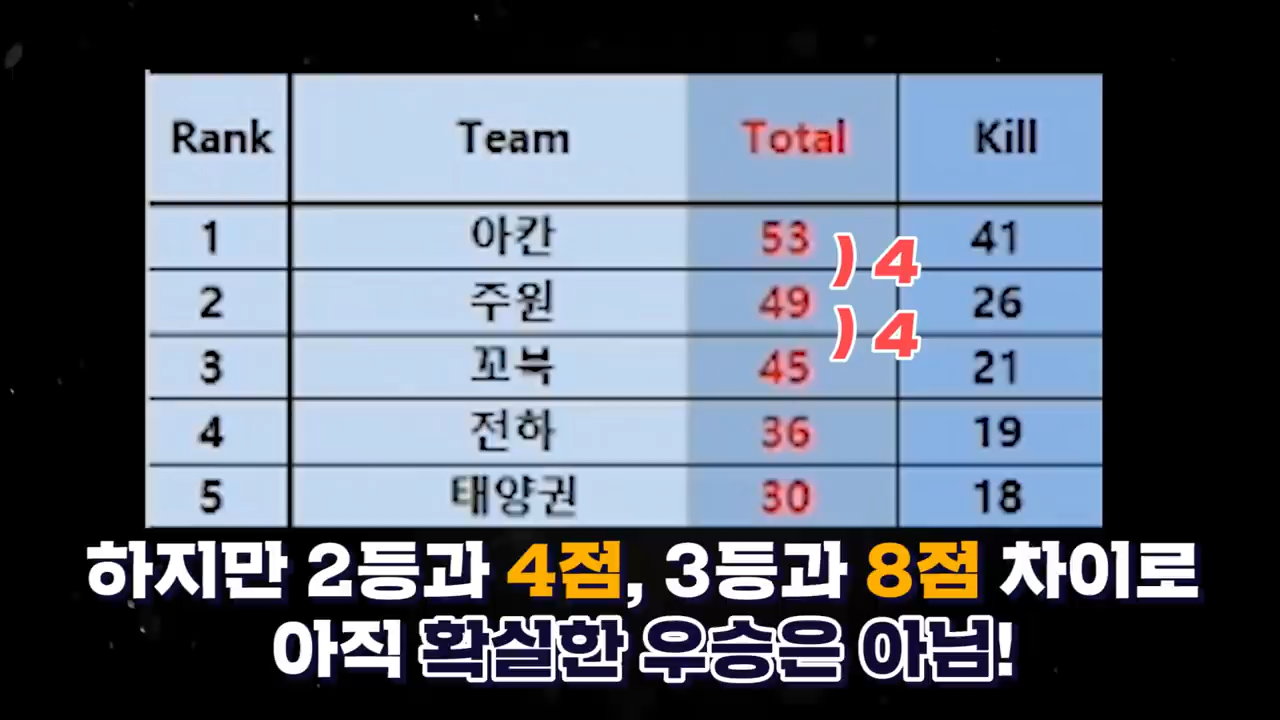 Rank Team Total Kill
1 아칸 53 41
) 4
2 주원 49 26
) 4
3 꼬북 45 21
4 전하 36 19
5 태양권 30 18
하지만 2등과 4점, 3등과 8점 차이로
아직 확실한 우승은 아님!